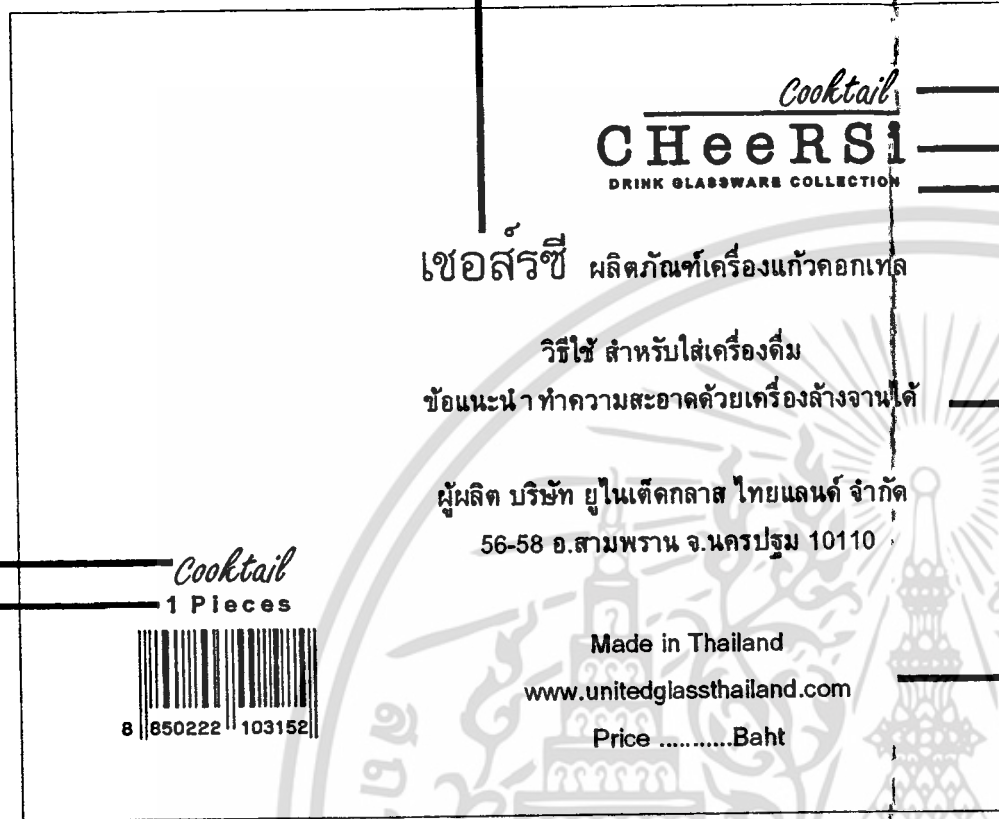 Cooktail
CHeeRSi
DRINK GLASSWARE COLLECTION
เชอส์รซี่ ผลิตภัณฑ์เครื่องแก้วคอกเทล
วิธีใช้ สำหรับใส่เครื่องดื่ม
ข้อแนะนำ ทำความสะอาดด้วยเครื่องล้างจานได้
ผู้ผลิต บริษัท ยูไนเต็ดกลาส ไทยแลนด์ จำกัด
56-58 อ.สามพราน จ.นครปฐม 10110
Cooktail
1 Pieces
8 850222 103152
Made in Thailand
www.unitedglassthailand.com
Price ...........Baht